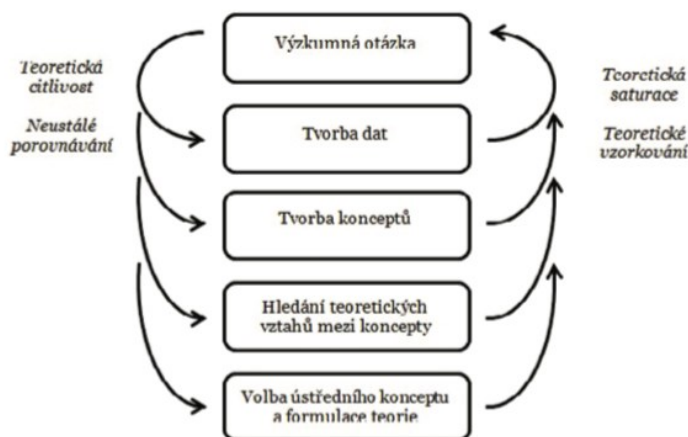 Výzkumná otázka
Teoretická
citlivost
Neustálé
porovnávání
Teoretická
saturace
Teoretické
vzorkování
Tvorba dat
Tvorba konceptů
Hledání teoretických
vztahů mezi koncepty
Volba ústředního konceptu
a formulace teorie